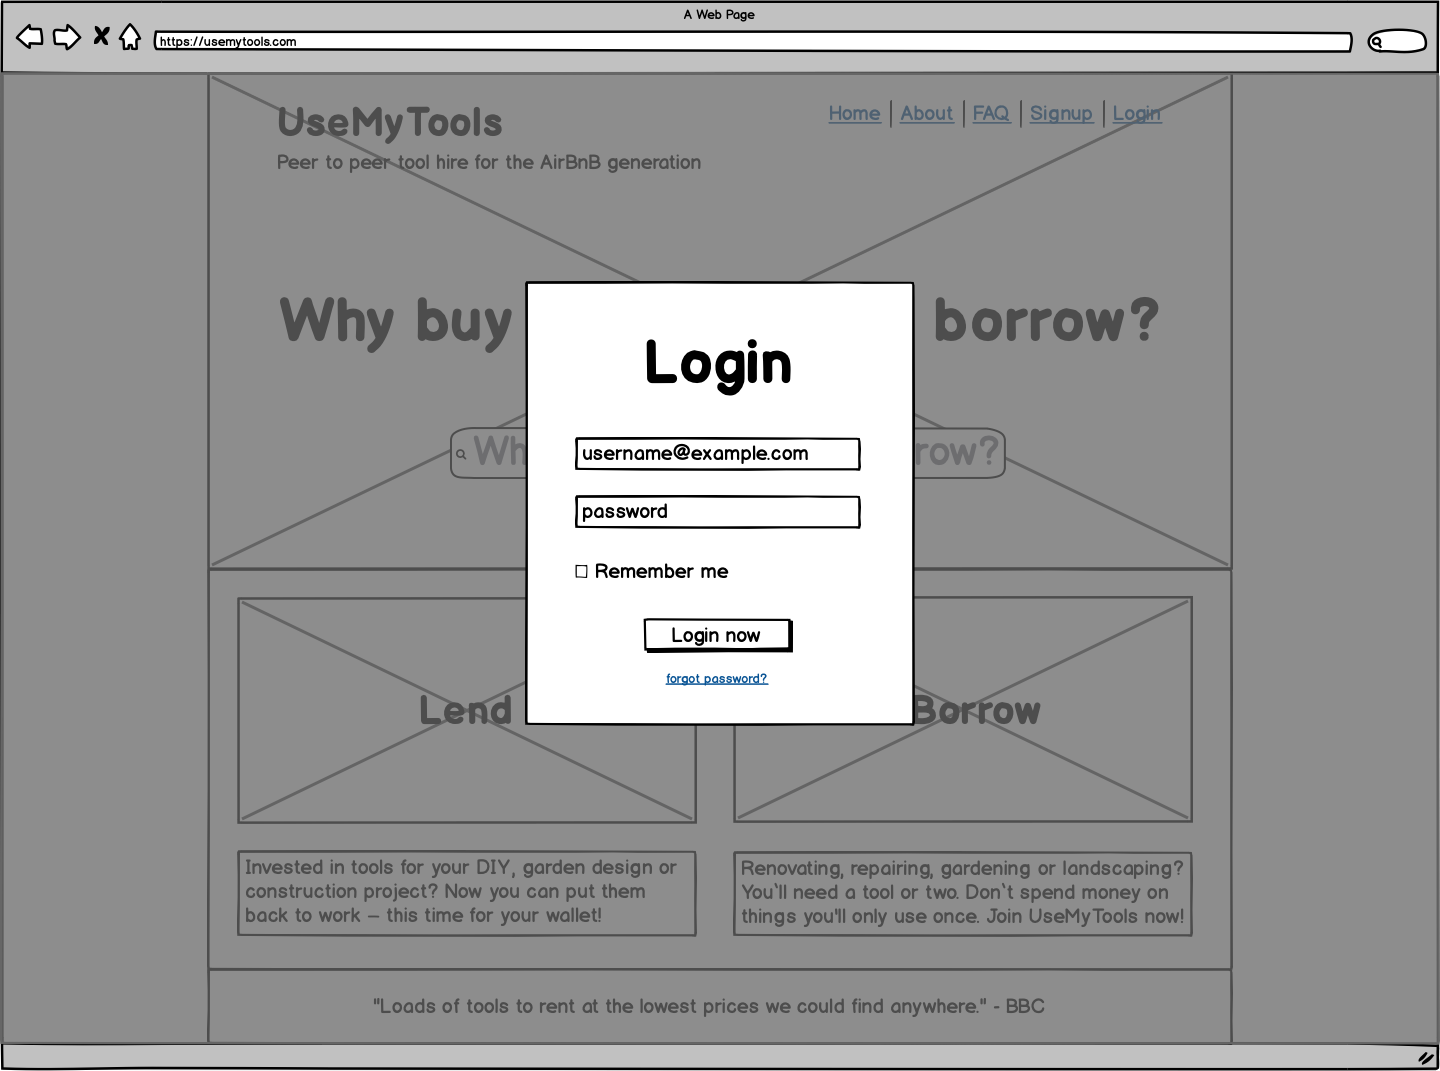 A Web Page
https://usemytools.com
UseMyTools
Home About FAQ Signup Login
Peer to peer tool hire for the AirBnB generation
Why buy borrow?
Login
username@example.com
password
Remember me
Login now
forgot password?
Lend Borrow
Invested in tools for your DIY, garden design or
construction project? Now you can put them
back to work – this time for your wallet!
Renovating, repairing, gardening or landscaping?
You'll need a tool or two. Don't spend money on
things you'll only use once. Join UseMyTools now!
"Loads of tools to rent at the lowest prices we could find anywhere." - BBC